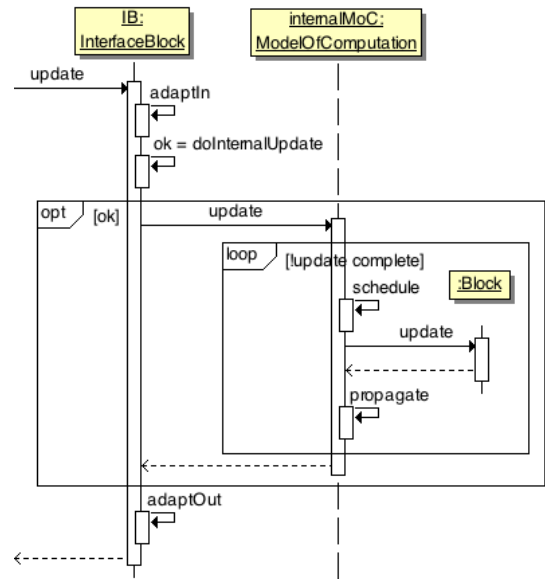 IB:
InterfaceBlock
internalMoC:
ModelOfComputation
update
adaptIn
ok = doInternalUpdate
opt
[ok]
update
loop
[!update complete]
:Block
schedule
update
propagate
adaptOut